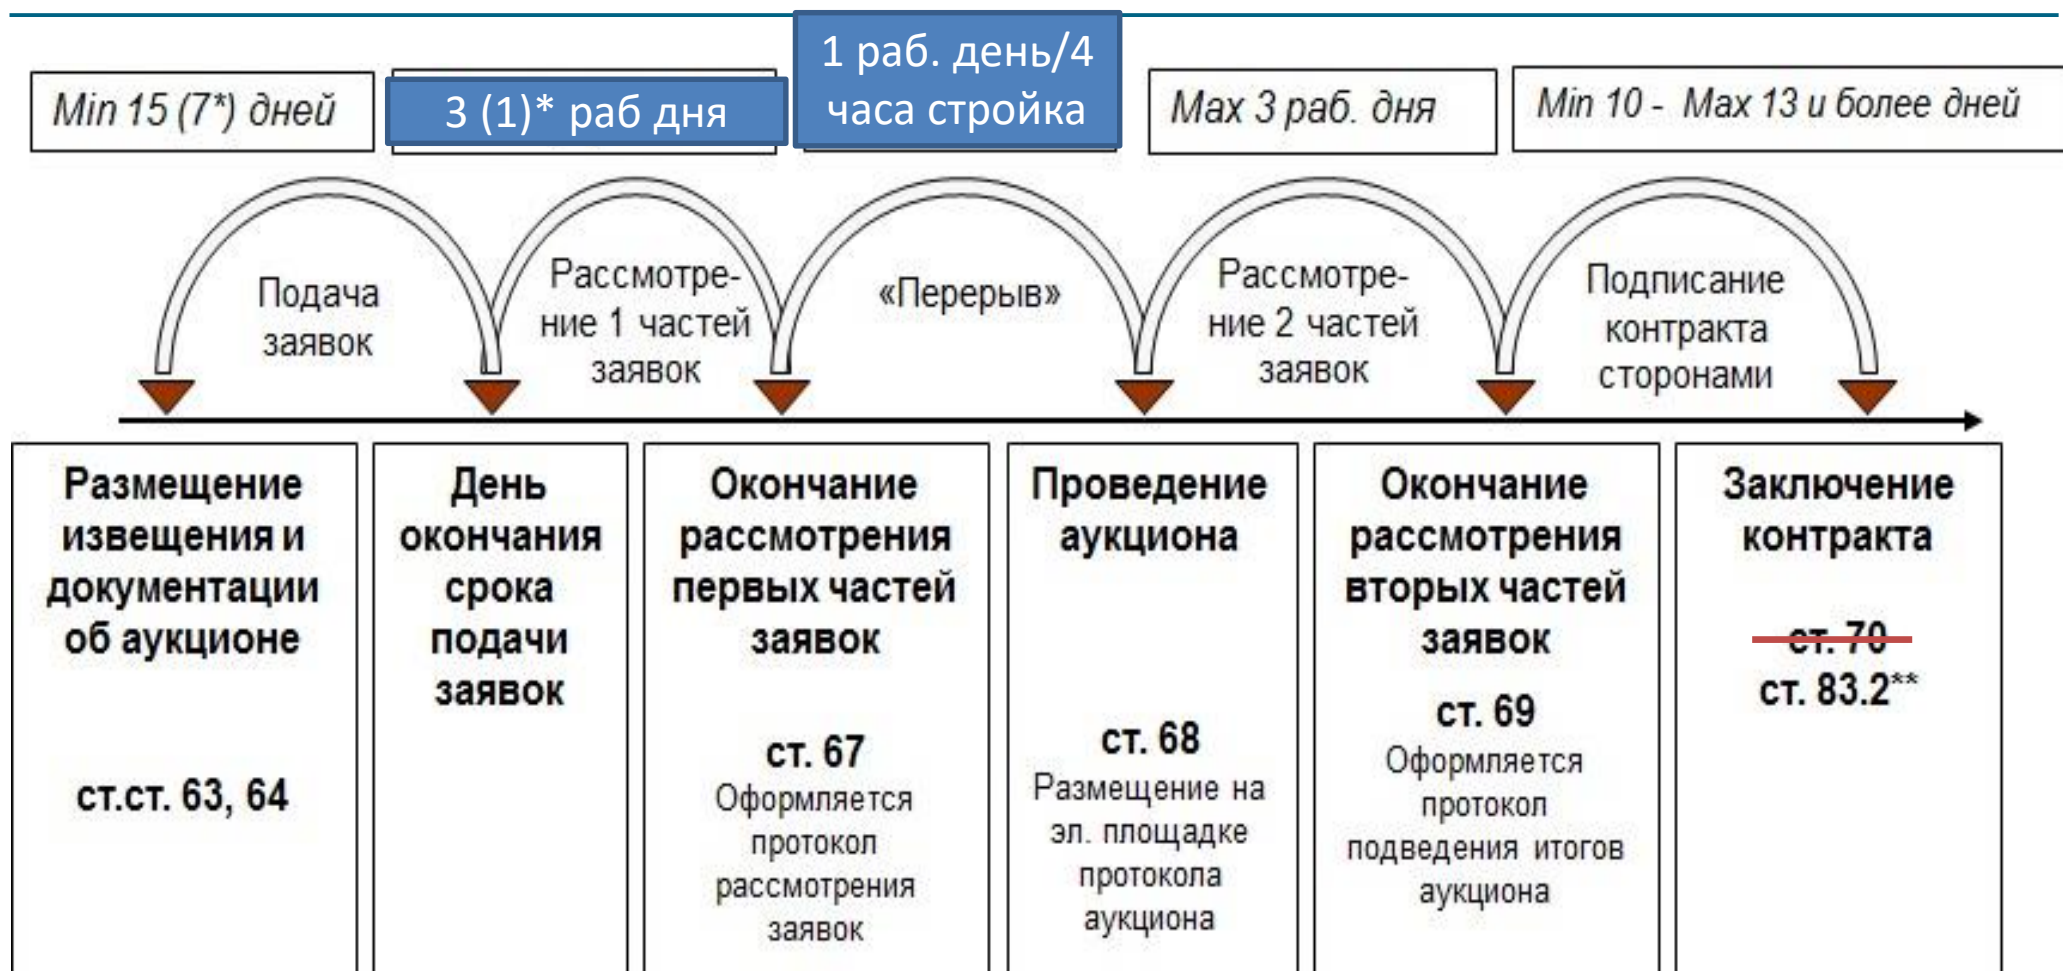 Min 15 (7*) дней
3 (1)* раб дня
1 раб. день/4
часа стройка
Max 3 раб. дня
Min 10 - Max 13 и более дней
Подача
заявок
Рассмотре-
ние 1 частей
заявок
«Перерыв»
Рассмотре-
ние 2 частей
заявок
Подписание
контракта
сторонами
Размещение
извещения и
документации
об аукционе
ст.ст. 63, 64
День
окончания
срока
подачи
заявок
Окончание
рассмотрения
первых частей
заявок
ст. 67
Оформляется
протокол
рассмотрения
заявок
Проведение
аукциона
ст. 68
Размещение на
эл. площадке
протокола
аукциона
Окончание
рассмотрения
вторых частей
заявок
ст. 69
Оформляется
протокол
подведения итогов
аукциона
Заключение
контракта
ст. 70
ст. 83.2**